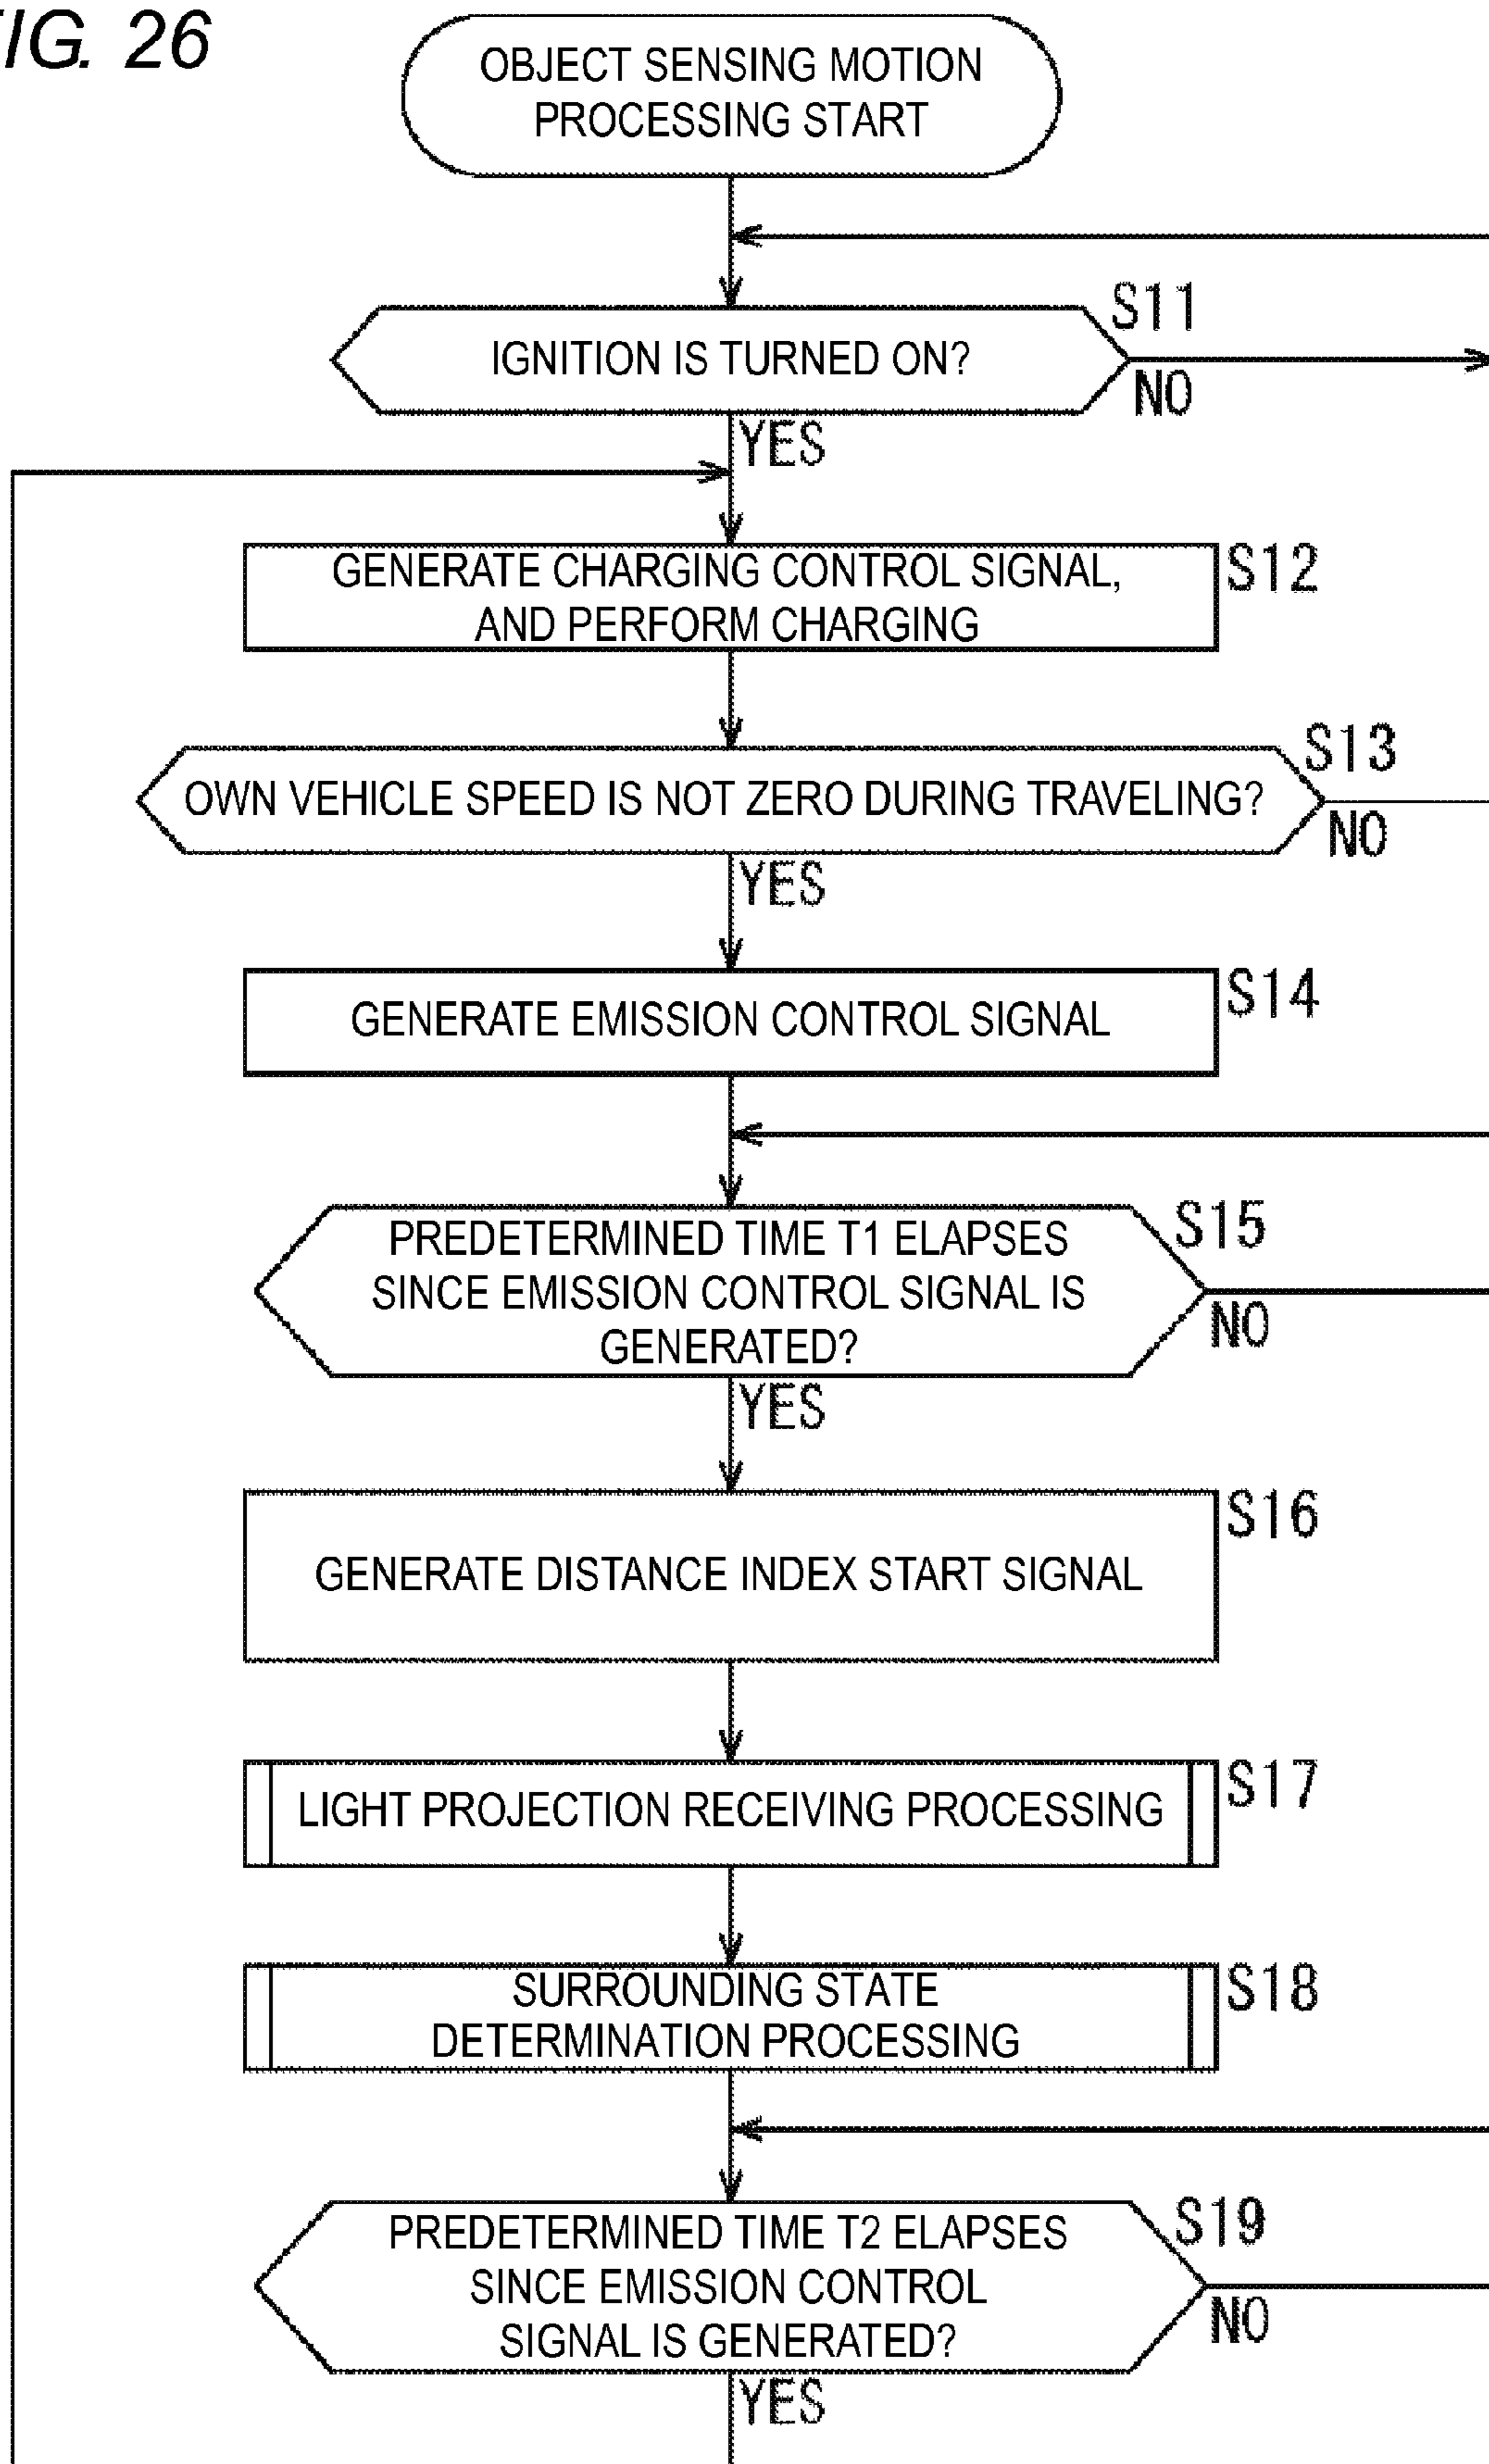 FIG. 26
OBJECT SENSING MOTION
PROCESSING START
S11
IGNITION IS TURNED ON?
NO
YES
GENERATE CHARGING CONTROL SIGNAL,
AND PERFORM CHARGING
S12
S13
OWN VEHICLE SPEED IS NOT ZERO DURING TRAVELING?
NO
YES
S14
GENERATE EMISSION CONTROL SIGNAL
S15
PREDETERMINED TIME T1 ELAPSES
SINCE EMISSION CONTROL SIGNAL IS
GENERATED?
NO
YES
S16
GENERATE DISTANCE INDEX START SIGNAL
S17
LIGHT PROJECTION RECEIVING PROCESSING
S18
SURROUNDING STATE
DETERMINATION PROCESSING
S19
PREDETERMINED TIME T2 ELAPSES
SINCE EMISSION CONTROL
SIGNAL IS GENERATED?
NO
YES